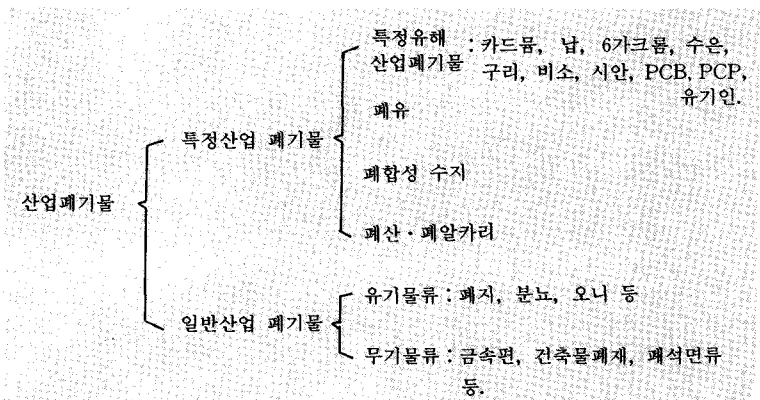 특정유해 : 카드뮴, 납, 6가크롬, 수은,
산업폐기물 구리, 비소, 시안, PCB, PCP,
유기인.
폐유
특정산업 폐기물
폐합성 수지
산업폐기물
폐산·폐알카리
유기물류 : 폐지, 분뇨, 오니 등
일반산업 폐기물
무기물류 : 금속편, 건축물폐재, 폐석면류
등.